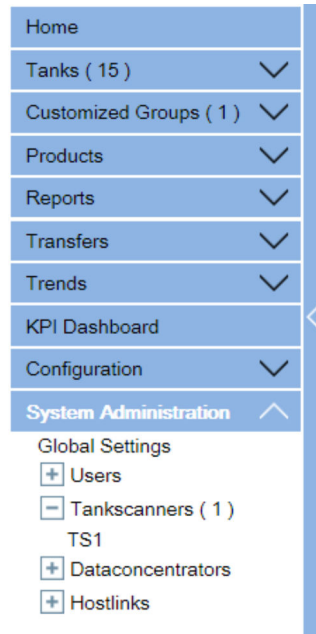 Home
Tanks ( 15 )
Customized Groups ( 1 )
Products
Reports
Transfers
Trends
KPI Dashboard
Configuration
System Administration
Global Settings
Users
Tankscanners ( 1 )
TS1
Dataconcentrators
Hostlinks